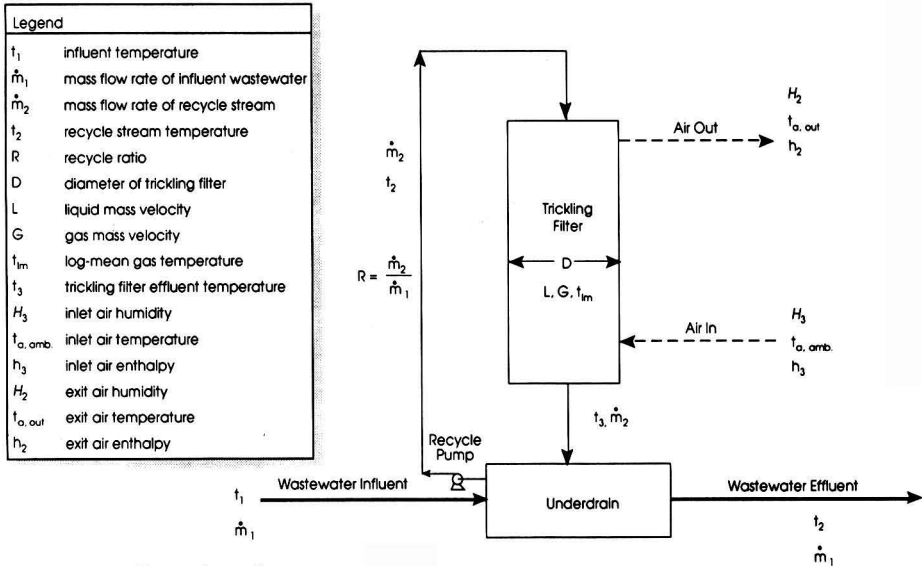 Legend
t1 influent temperature
ṁ1 mass flow rate of influent wastewater
ṁ2 mass flow rate of recycle stream
t2 recycle stream temperature
R recycle ratio
D diameter of trickling filter
L liquid mass velocity
G gas mass velocity
tlm log-mean gas temperature
t3 trickling filter effluent temperature
H3 inlet air humidity
ta, amb. inlet air temperature
h3 inlet air enthalpy
H2 exit air humidity
ta, out exit air temperature
h2 exit air enthalpy
ṁ2
t2
R = ṁ2 / ṁ1
Trickling
Filter
D
L, G, tlm
Air Out
H2
ta, out
h2
Air In
H3
ta, amb.
h3
t3, ṁ2
Recycle
Pump
Wastewater Influent
t1
ṁ1
Underdrain
Wastewater Effluent
t2
ṁ1